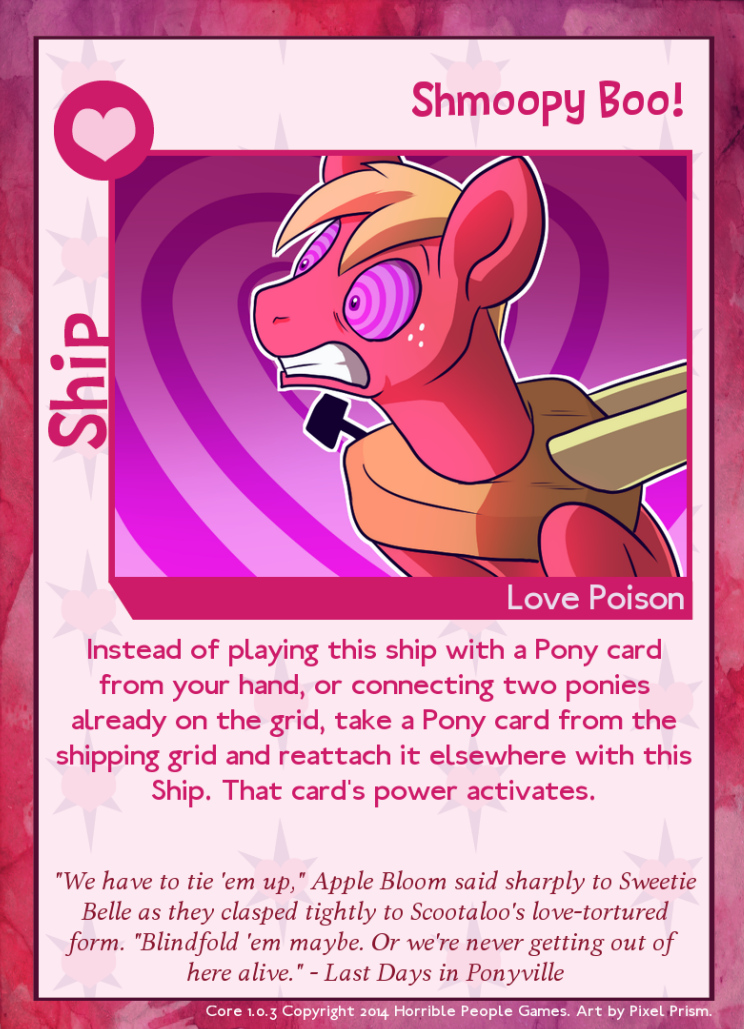 Shmoopy Boo!
Ship
Love Poison
Instead of playing this ship with a Pony card
from your hand, or connecting two ponies
already on the grid, take a Pony card from the
shipping grid and reattach it elsewhere with this
Ship. That card's power activates.
"We have to tie 'em up," Apple Bloom said sharply to Sweetie
Belle as they clasped tightly to Scootaloo's love-tortured
form. "Blindfold 'em maybe. Or we're never getting out of
here alive." - Last Days in Ponyville
Core 1.0.3 Copyright 2014 Horrible People Games. Art by Pixel Prism.